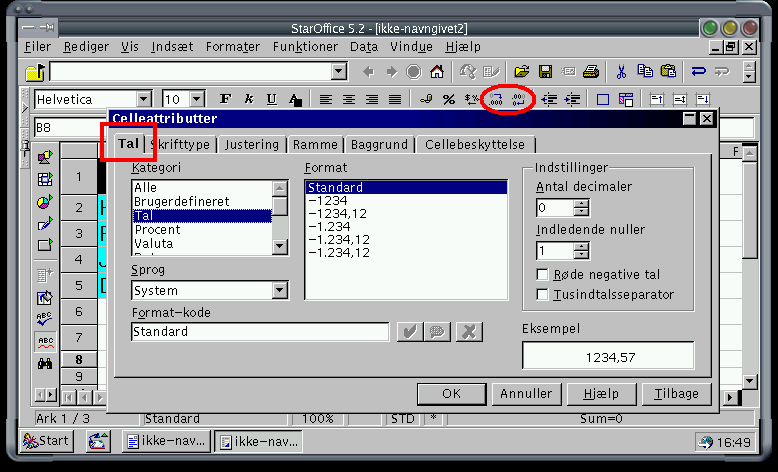 StarOffice 5.2 - [ikke-navngivet2]
Filer Rediger Vis Indsæt Formater Funktioner Data Vindue Hjælp
Helvetica 10 F k U A % $% .000 .000
B8
Celleattributter
Tal Skrifttype Justering Ramme Baggrund Cellebeskyttelse
Kategori
Alle
Brugerdefineret
Tal
Procent
Valuta
Sprog
System
Format-kode
Standard
Format
Standard
-1234
-1234,12
-1.234
-1.234,12
-1.234,12
Indstillinger
Antal decimaler
0
Indledende nuller
1
Røde negative tal
Tusindtalsseparator
Eksempel
1234,57
OK Annuller Hjælp Tilbage
F
1
2 H
3 F
4 J
5 D
6
7
8
9
ABC
ABC
Ark 1 / 3 Standard 100% STD * Sum=0
Start ikke-nav... ikke-nav... 16:49